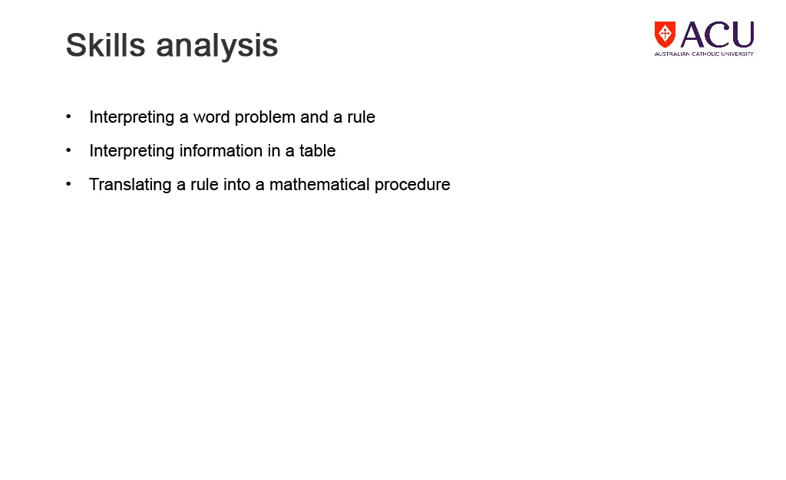 Skills analysis
ACU
AUSTRALIAN CATHOLIC UNIVERSITY
• Interpreting a word problem and a rule
• Interpreting information in a table
• Translating a rule into a mathematical procedure